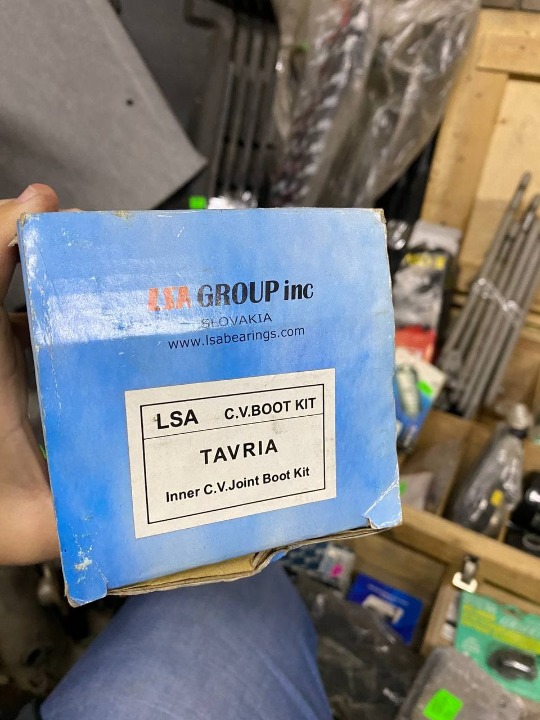 LSA GROUP inc
SLOVAKIA
www.lsabearings.com
LSA C.V.BOOT KIT
TAVRIA
Inner C.V.Joint Boot Kit